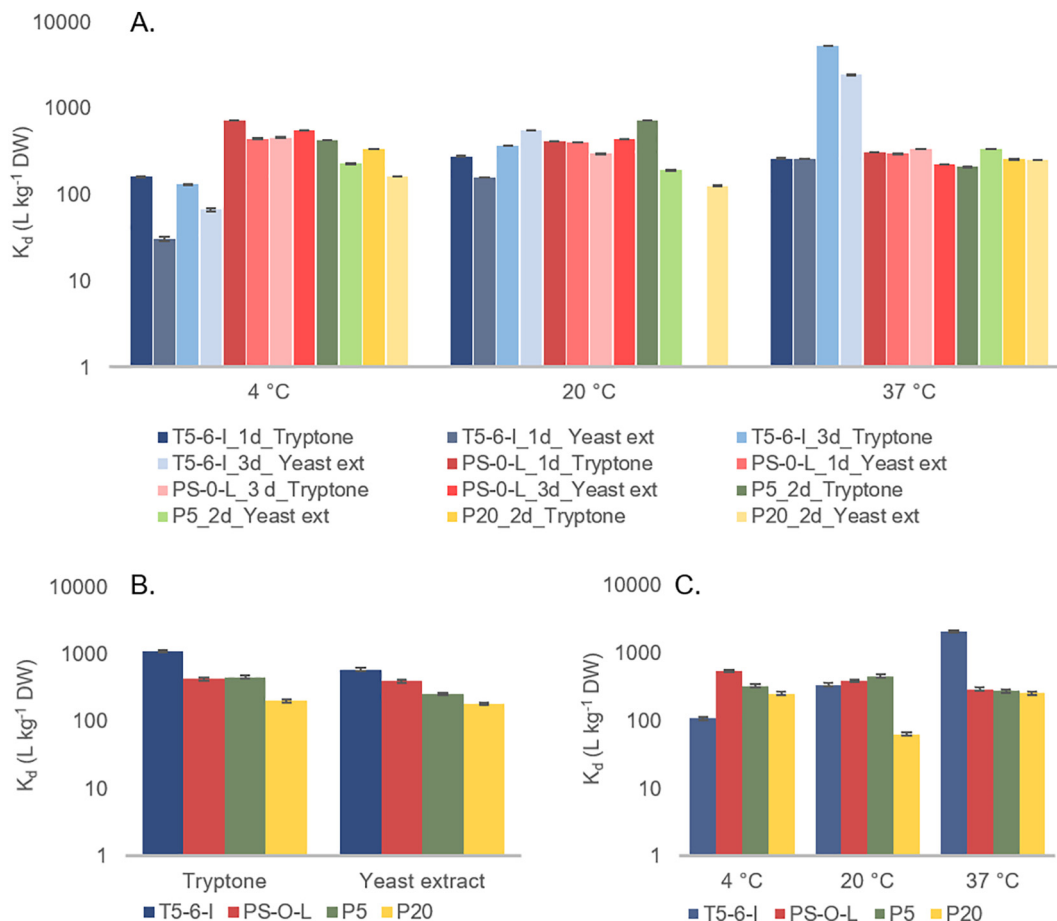 A.
10000
1000
100
10
1
K_d (L kg⁻¹ DW)
4 °C 20 °C 37 °C
T5-6-I_1d_Tryptone T5-6-I_1d_ Yeast ext T5-6-I_3d_Tryptone
T5-6-I_3d_ Yeast ext PS-0-L_1d_Tryptone PS-0-L_1d_Yeast ext
PS-0-L_3 d_Tryptone PS-0-L_3d_Yeast ext P5_2d_Tryptone
P5_2d_Yeast ext P20_2d_Tryptone P20_2d_Yeast ext
B.
10000
1000
100
10
1
K_d (L kg⁻¹ DW)
Tryptone Yeast extract
T5-6-I PS-O-L P5 P20
C.
10000
1000
100
10
1
K_d (L kg⁻¹ DW)
4 °C 20 °C 37 °C
T5-6-I PS-O-L P5 P20